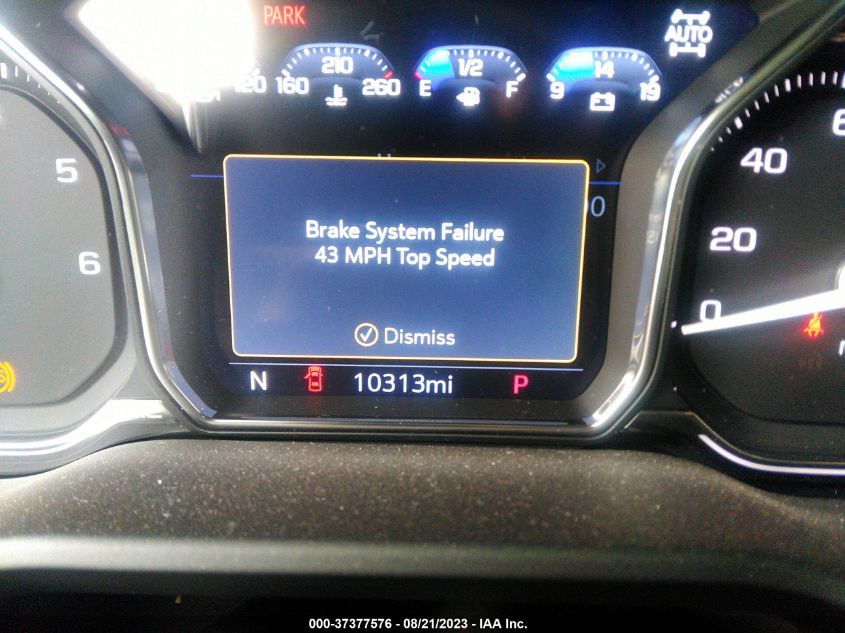 PARK
AUTO
120 160 210 260 E 1/2 F 9 14 19
Brake System Failure
43 MPH Top Speed
Dismiss
N 10313mi P
5
6
40
20
0
000-37377576 - 08/21/2023 - IAA Inc.